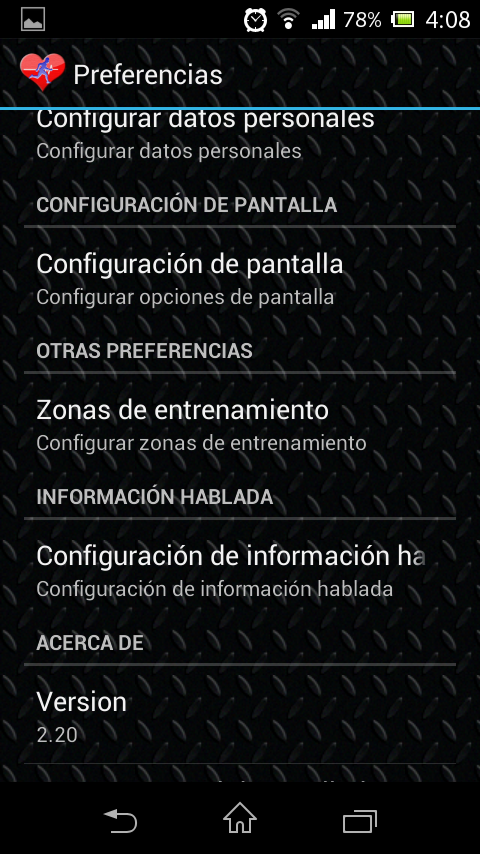 78% 4:08
Preferencias
Configurar datos personales
Configurar datos personales
CONFIGURACIÓN DE PANTALLA
Configuración de pantalla
Configurar opciones de pantalla
OTRAS PREFERENCIAS
Zonas de entrenamiento
Configurar zonas de entrenamiento
INFORMACIÓN HABLADA
Configuración de información ha
Configuración de información hablada
ACERCA DE
Version
2.20